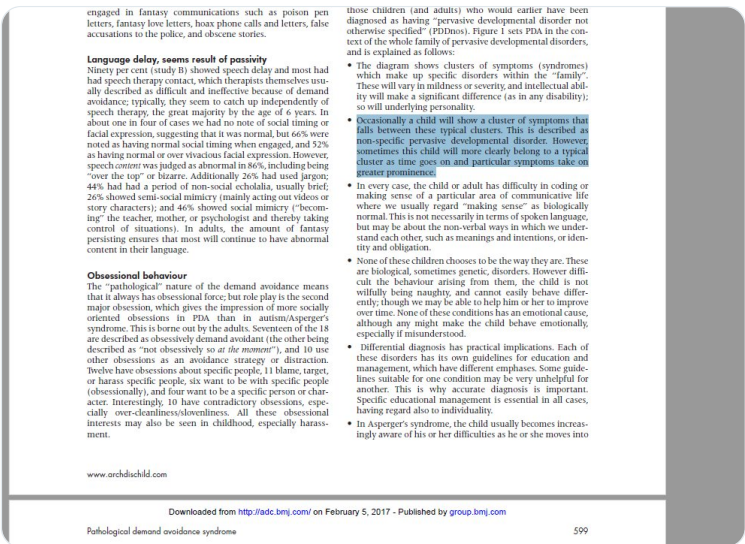 engaged in fantasy communications such as poison pen
letters, fantasy love letters, hoax phone calls and letters, false
accusations to the police, and obscene stories.
Language delay, seems result of passivity
Ninety per cent (study B) showed speech delay and most had
had speech therapy contact, which therapists themselves usu-
ally described as difficult and ineffective because of demand
avoidance; typically, they seem to catch up independently of
speech therapy, the great majority by the age of 6 years. In
about one in four of cases we had no note of social timing or
facial expression, suggesting that it was normal, but 66% were
noted as having normal social timing when engaged, and 52%
as having normal or over vivacious facial expression. However,
speech content was judged as abnormal in 86%, including being
"over the top" or bizarre. Additionally 26% had used jargon;
44% had had a period of non-social echolalia, usually brief;
26% showed semi-social mimicry (mainly acting out videos or
story characters); and 46% showed social mimicry ("becom-
ing" the teacher, mother, or psychologist and thereby taking
control of situations). In adults, the amount of fantasy
persisting ensures that most will continue to have abnormal
content in their language.
Obsessional behaviour
The "pathological" nature of the demand avoidance means
that it always has obsessional force; but role play is the second
major obsession, which gives the impression of more socially
oriented obsessions in PDA than in autism/Asperger's
syndrome. This is borne out by the adults. Seventeen of the 18
are described as obsessively demand avoidant (the other being
described as "not obsessively so at the moment"), and 10 use
other obsessions as an avoidance strategy or distraction.
Twelve have obsessions about specific people, 11 blame, target,
or harass specific people, six want to be with specific people
(obsessionally), and four want to be a specific person or char-
acter. Interestingly, 10 have contradictory obsessions, espe-
cially over-cleanliness/slovenliness. All these obsessional
interests may also be seen in childhood, especially harass-
ment.
those children (and adults) who would earlier have been
diagnosed as having "pervasive developmental disorder not
otherwise specified" (PDDnos). Figure 1 sets PDA in the con-
text of the whole family of pervasive developmental disorders,
and is explained as follows:
• The diagram shows clusters of symptoms (syndromes)
which make up specific disorders within the "family".
These will vary in mildness or severity, and intellectual abil-
ity will make a significant difference (as in any disability);
so will underlying personality.
• Occasionally a child will show a cluster of symptoms that
falls between these typical clusters. This is described as
non-specific pervasive developmental disorder. However,
sometimes this child will more clearly belong to a typical
cluster as time goes on and particular symptoms take on
greater prominence.
• In every case, the child or adult has difficulty in coding or
making sense of a particular area of communicative life
where we usually regard "making sense" as biologically
normal. This is not necessarily in terms of spoken language,
but may be about the non-verbal ways in which we under-
stand each other, such as meanings and intentions, or iden-
tity and obligation.
• None of these children chooses to be the way they are. These
are biological, sometimes genetic, disorders. However diffi-
cult the behaviour arising from them, the child is not
wilfully being naughty, and cannot easily behave differ-
ently; though we may be able to help him or her to improve
over time. None of these conditions has an emotional cause,
although any might make the child behave emotionally,
especially if misunderstood.
• Differential diagnosis has practical implications. Each of
these disorders has its own guidelines for education and
management, which have different emphases. Some guide-
lines suitable for one condition may be very unhelpful for
another. This is why accurate diagnosis is important.
Specific educational management is essential in all cases,
having regard also to individuality.
• In Asperger's syndrome, the child usually becomes increas-
ingly aware of his or her difficulties as he or she moves into
www.archdischild.com
Downloaded from http://adc.bmj.com/ on February 5, 2017 - Published by group.bmj.com
Pathological demand avoidance syndrome 599